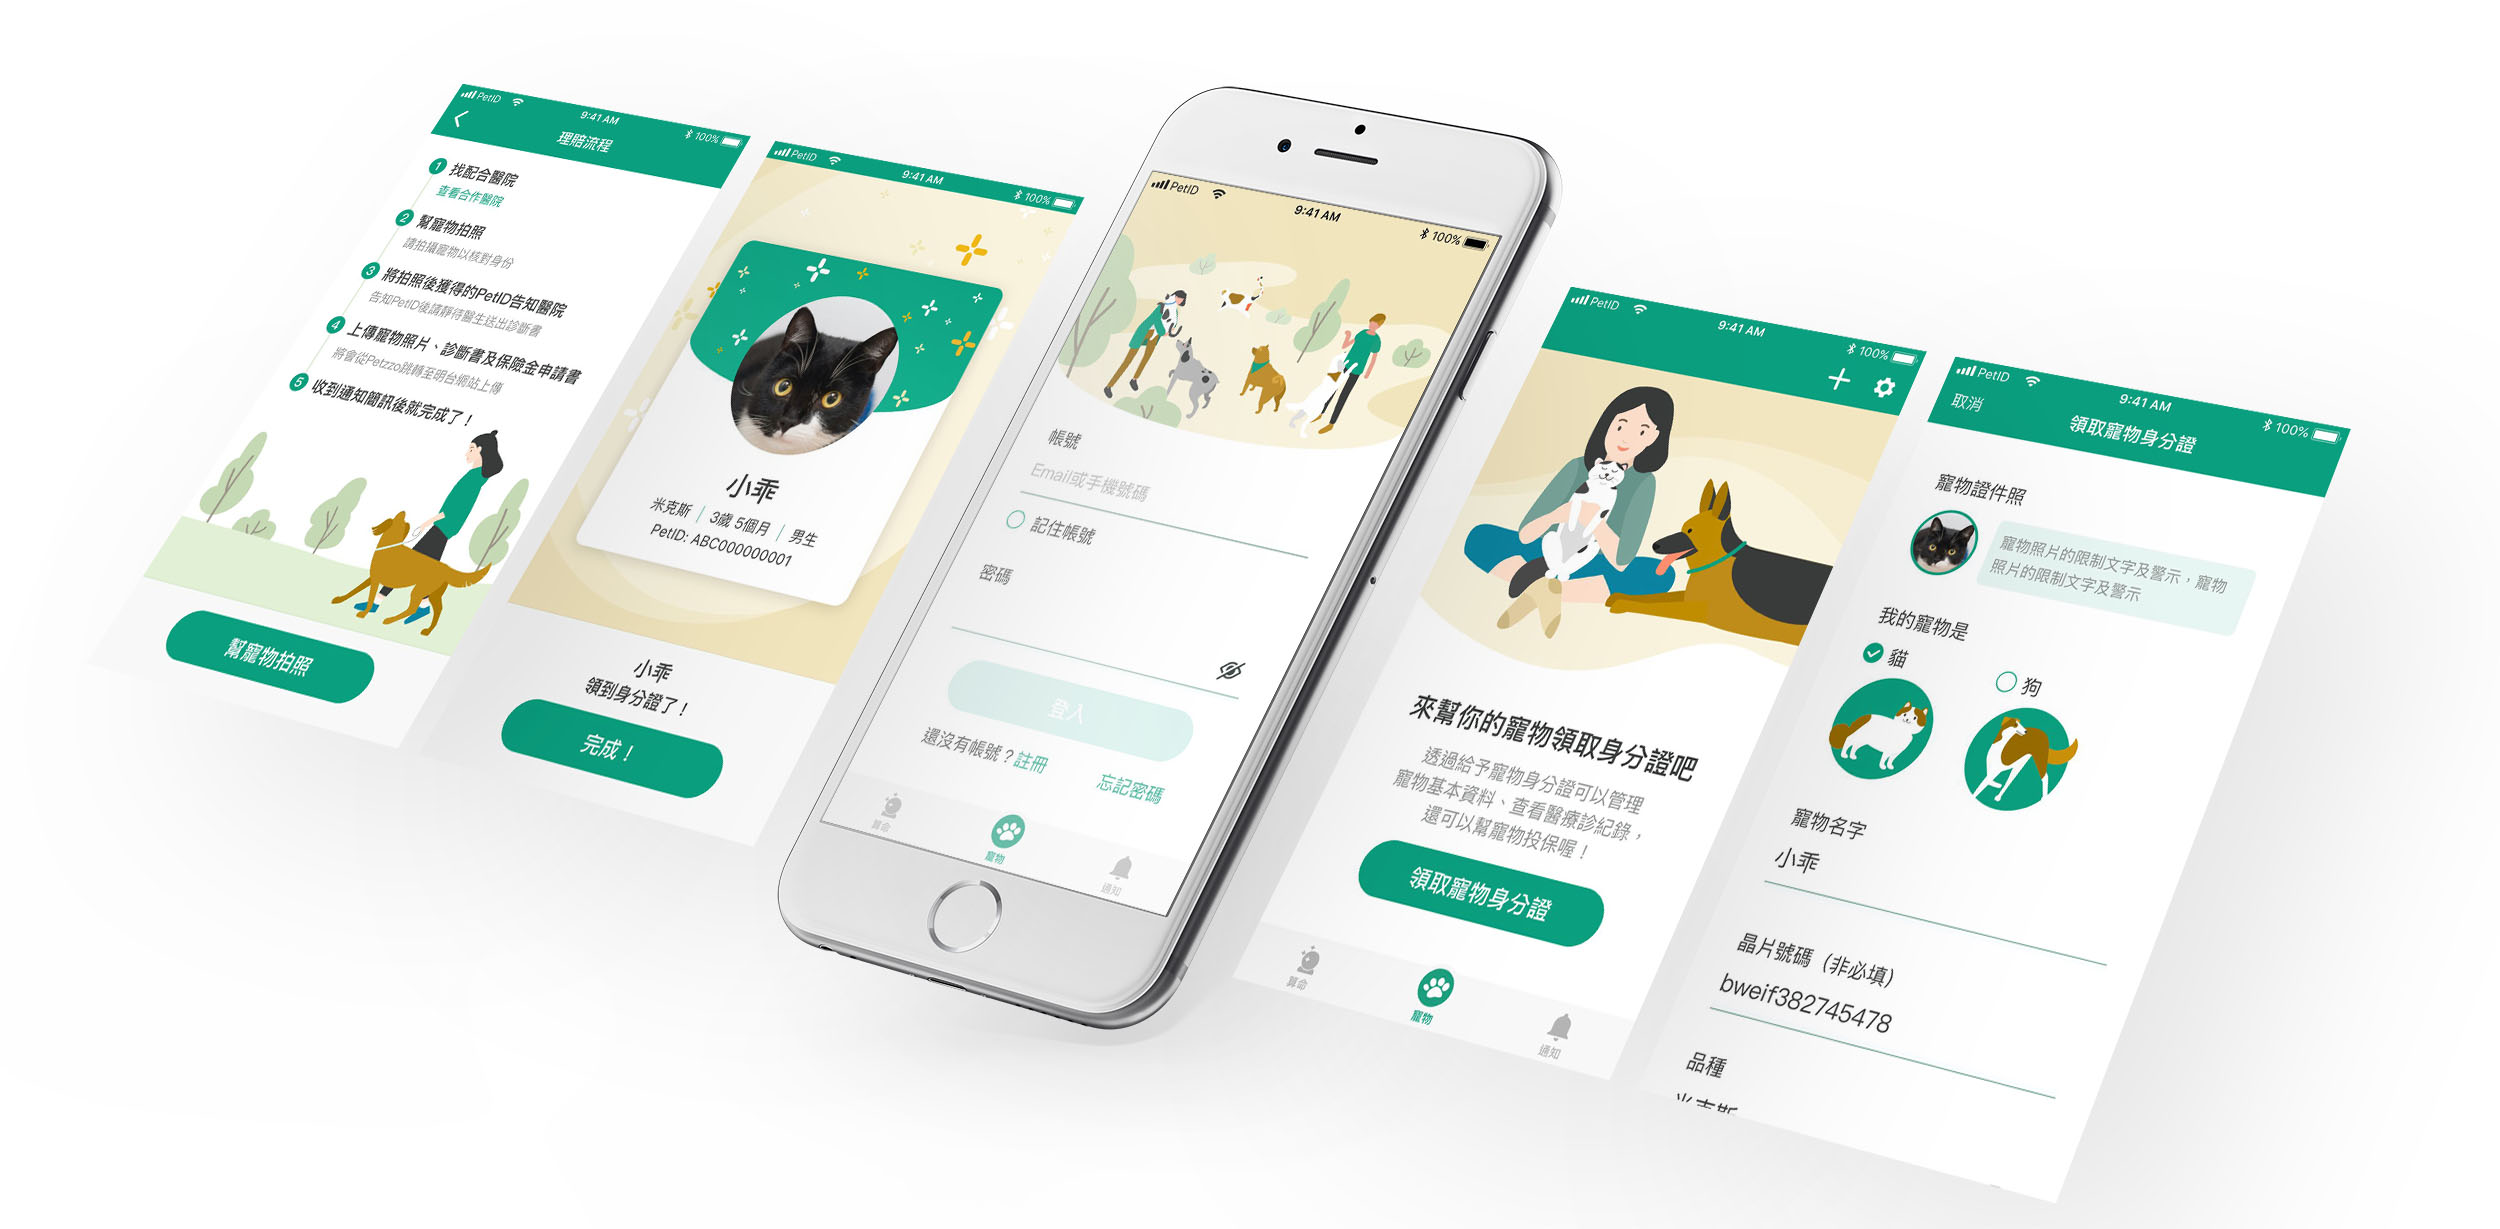 PetID
9:41 AM
100%
理賠流程
1 找配合醫院
查看合作醫院
2 幫寵物拍照
請拍攝寵物以核對身份
3 將拍照後獲得的PetID告知醫院
告知PetID後請靜待醫生送出診斷書
4 上傳寵物照片、診斷書及保險金申請書
將會從Petzzo跳轉至明台網站上傳
5 收到通知簡訊後就完成了！
幫寵物拍照
PetID
9:41 AM
100%
小乖
米克斯｜3歲 5個月｜男生
PetID: ABC000000001
小乖
領到身分證了！
完成！
PetID
9:41 AM
100%
帳號
Email或手機號碼
記住帳號
密碼
登入
還沒有帳號？註冊
忘記密碼
算命
寵物
通知
PetID
9:41 AM
100%
來幫你的寵物領取身分證吧
透過給予寵物身分證可以管理
寵物基本資料、查看醫療診紀錄，
還可以幫寵物投保喔！
領取寵物身分證
算命
寵物
通知
PetID
9:41 AM
100%
取消
領取寵物身分證
寵物證件照
寵物照片的限制文字及警示，寵物
照片的限制文字及警示
我的寵物是
貓
狗
寵物名字
小乖
晶片號碼（非必填）
bweif382745478
品種